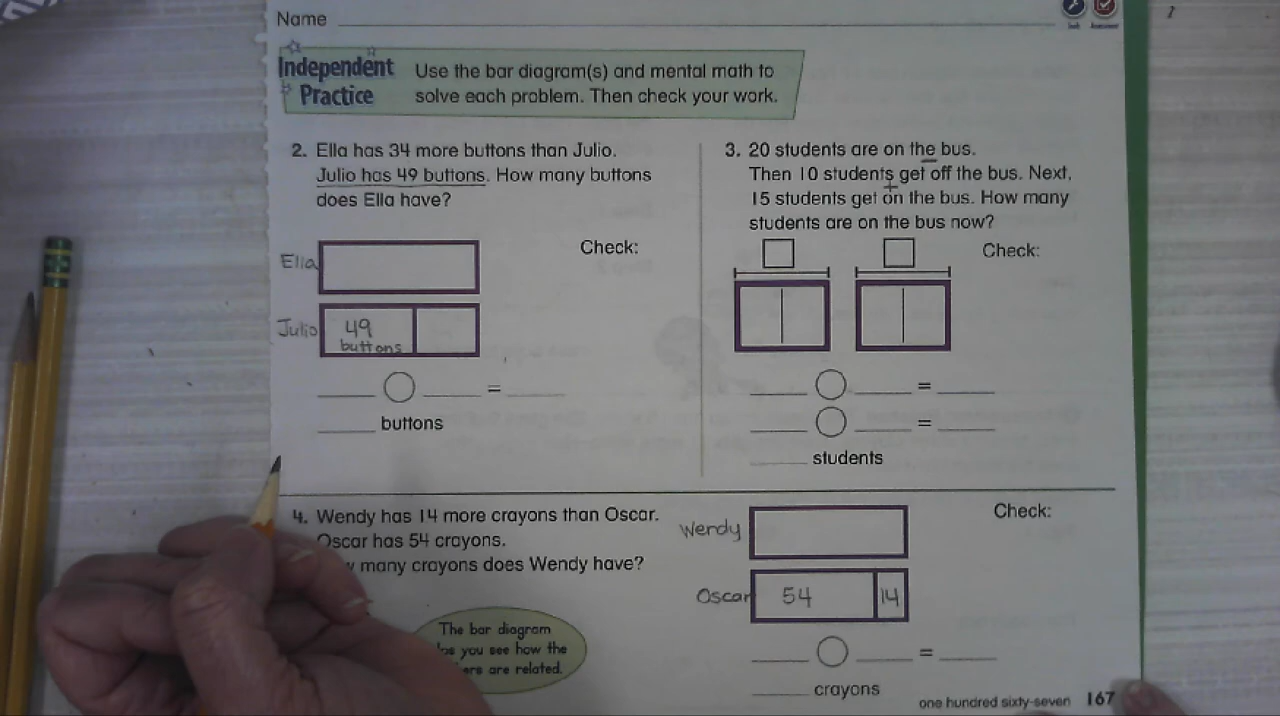 Name
Independent
Practice
Use the bar diagram(s) and mental math to
solve each problem. Then check your work.
2. Ella has 34 more buttons than Julio.
Julio has 49 buttons. How many buttons
does Ella have?
Check:
Ella
Julio 49
buttons
=
buttons
3. 20 students are on the bus.
Then 10 students get off the bus. Next,
15 students get on the bus. How many
students are on the bus now?
Check:
=
=
students
4. Wendy has 14 more crayons than Oscar.
Oscar has 54 crayons.
many crayons does Wendy have?
The bar diagram
you see how the
are related.
Wendy
Check:
Oscar 54 14
=
crayons
one hundred sixty-seven 167